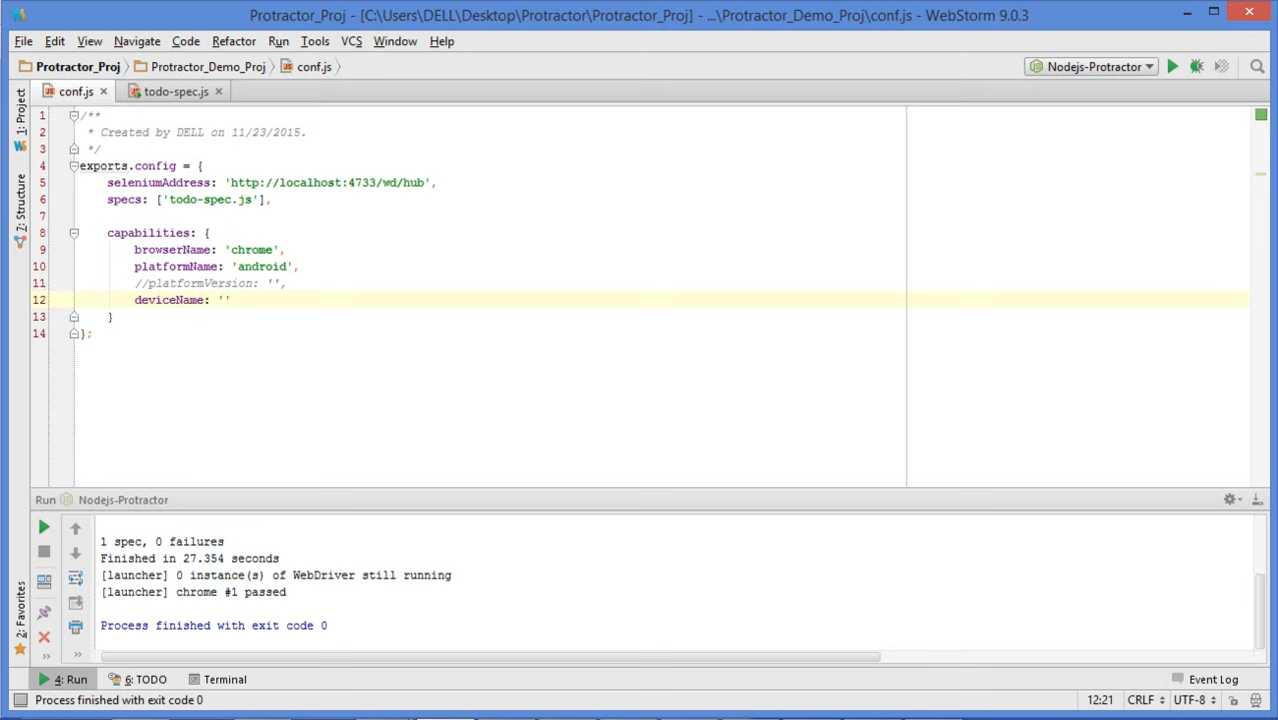 Protractor_Proj - [C:\Users\DELL\Desktop\Protractor\Protractor_Proj] - ...\Protractor_Demo_Proj\conf.js - WebStorm 9.0.3
File Edit View Navigate Code Refactor Run Tools VCS Window Help
Protractor_Proj Protractor_Demo_Proj conf.js Nodejs-Protractor
conf.js todo-spec.js
1: Project
7: Structure
2: Favorites
1 /**
2 * Created by DELL on 11/23/2015.
3 */
4 exports.config = {
5 seleniumAddress: 'http://localhost:4733/wd/hub',
6 specs: ['todo-spec.js'],
7
8 capabilities: {
9 browserName: 'chrome',
10 platformName: 'android',
11 //platformVersion: '',
12 deviceName: ''
13 }
14 };
Run Nodejs-Protractor
1 spec, 0 failures
Finished in 27.354 seconds
[launcher] 0 instance(s) of WebDriver still running
[launcher] chrome #1 passed
Process finished with exit code 0
4: Run 6: TODO Terminal Event Log
Process finished with exit code 0 12:21 CRLF UTF-8